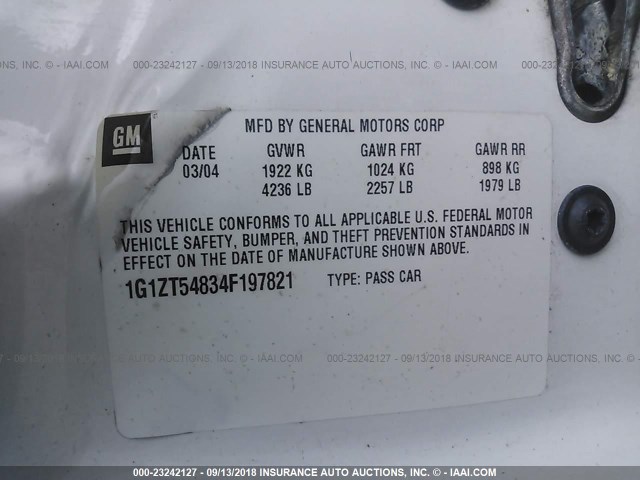 000-23242127 - 09/13/2018 INSURANCE AUTO AUCTIONS, INC. © - IAAI.COM
GM
MFD BY GENERAL MOTORS CORP
DATE GVWR GAWR FRT GAWR RR
03/04 1922 KG 1024 KG 898 KG
4236 LB 2257 LB 1979 LB
THIS VEHICLE CONFORMS TO ALL APPLICABLE U.S. FEDERAL MOTOR
VEHICLE SAFETY, BUMPER, AND THEFT PREVENTION STANDARDS IN
EFFECT ON THE DATE OF MANUFACTURE SHOWN ABOVE.
1G1ZT54834F197821 TYPE: PASS CAR
AUTO AUCTIONS, INC. © - IAAI.COM 000-23242127 - 09/13/2018 INSURANCE AUTO AUCTIONS, INC. ©
000-23242127 - 09/13/2018 INSURANCE AUTO AUCTIONS, INC. © - IAAI.COM